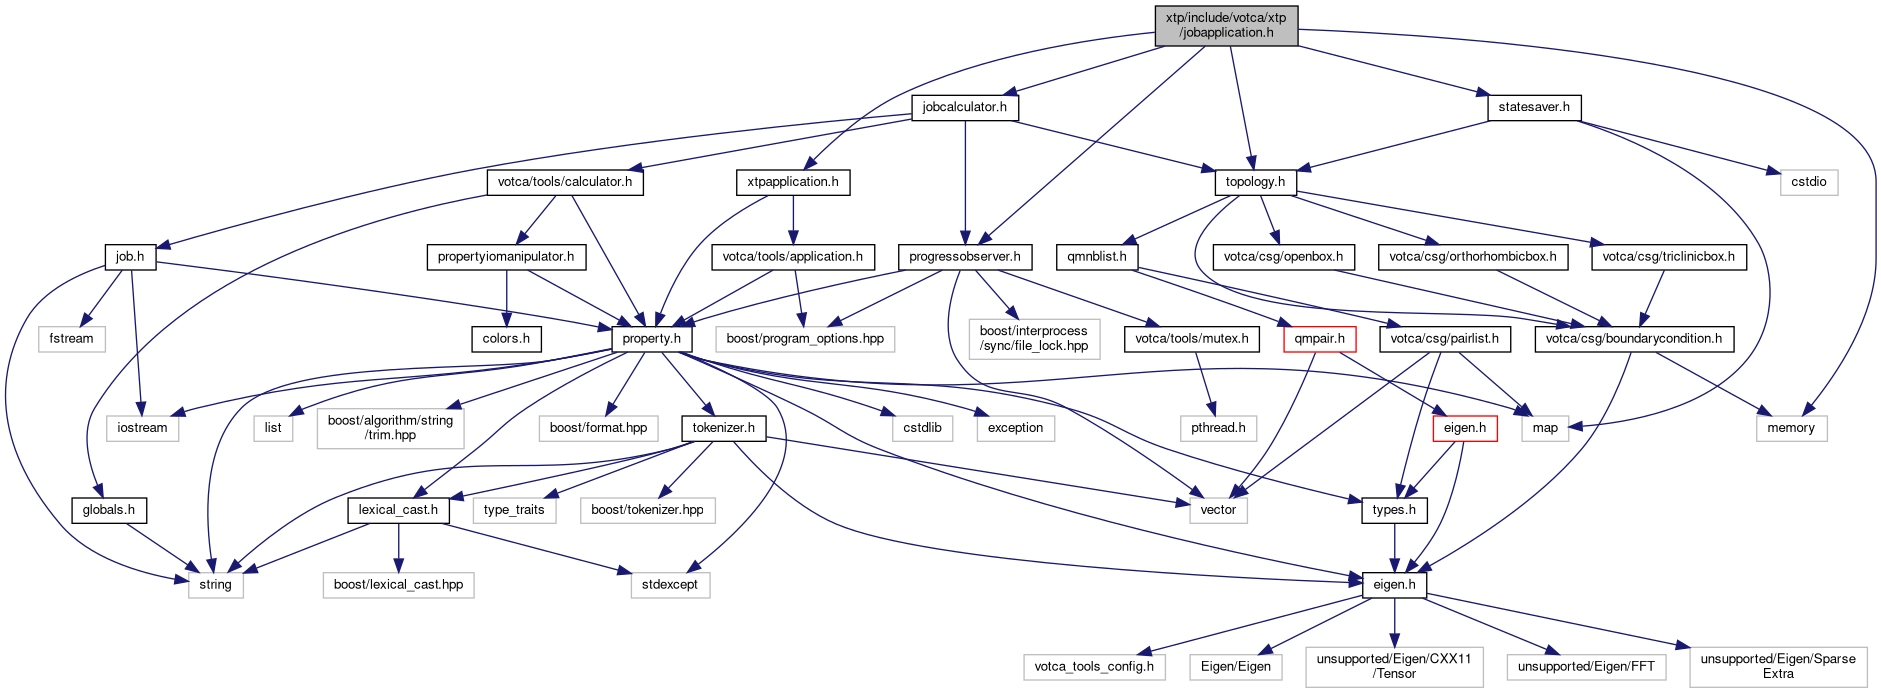 xtp/include/votca/xtp
/jobapplication.h
jobcalculator.h
statesaver.h
votca/tools/calculator.h
xtpapplication.h
topology.h
cstdio
job.h
propertyiomanipulator.h
votca/tools/application.h
progressobserver.h
qmnblist.h
votca/csg/openbox.h
votca/csg/orthorhombicbox.h
votca/csg/triclinicbox.h
fstream
colors.h
property.h
boost/program_options.hpp
boost/interprocess
/sync/file_lock.hpp
votca/tools/mutex.h
qmpair.h
votca/csg/pairlist.h
votca/csg/boundarycondition.h
iostream
list
boost/algorithm/string
/trim.hpp
boost/format.hpp
tokenizer.h
cstdlib
exception
pthread.h
eigen.h
map
memory
globals.h
lexical_cast.h
type_traits
boost/tokenizer.hpp
vector
types.h
string
boost/lexical_cast.hpp
stdexcept
eigen.h
votca_tools_config.h
Eigen/Eigen
unsupported/Eigen/CXX11
/Tensor
unsupported/Eigen/FFT
unsupported/Eigen/Sparse
Extra